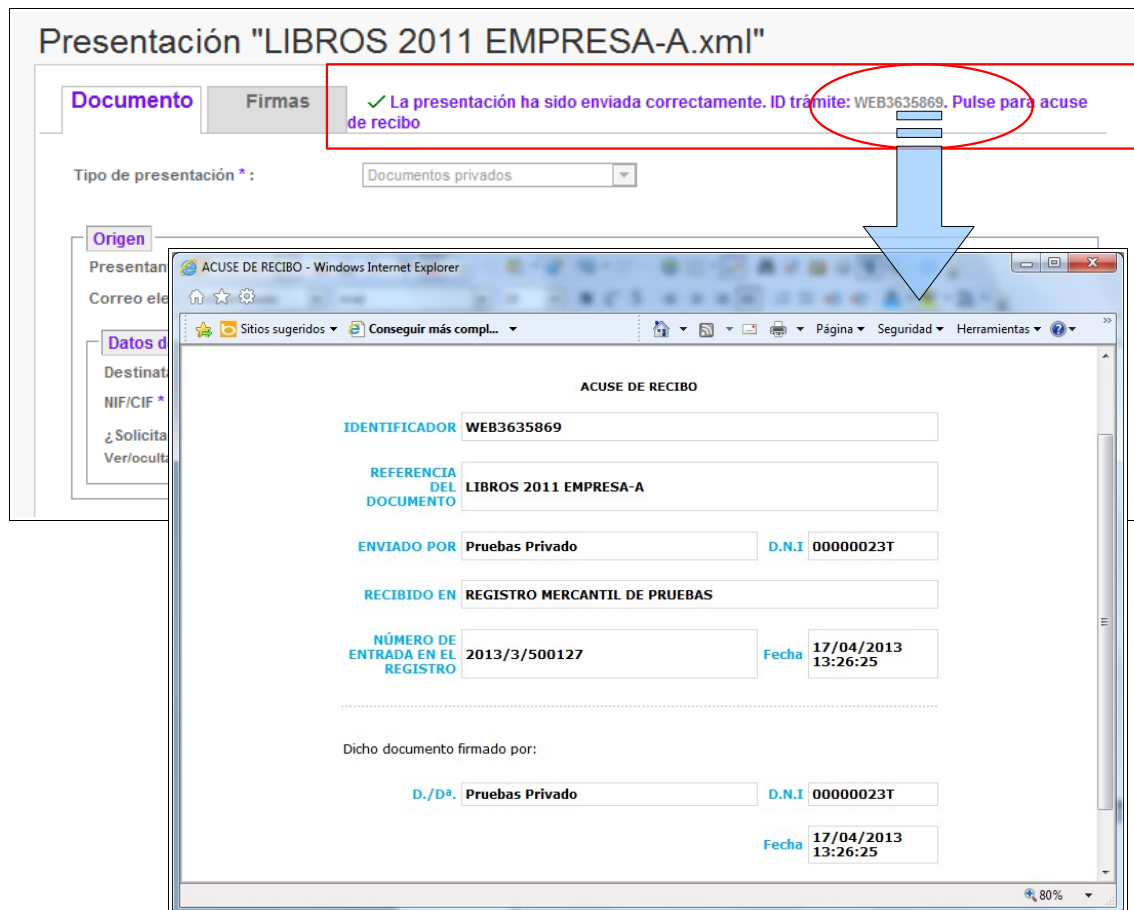 Presentación "LIBROS 2011 EMPRESA-A.xml"
Documento Firmas
La presentación ha sido enviada correctamente. ID trámite: WEB3635869. Pulse para acuse
de recibo
Tipo de presentación * : Documentos privados
Origen
Presentan
Correo ele
Datos d
Destinata
NIF/CIF *
¿Solicita
Ver/oculta
ACUSE DE RECIBO - Windows Internet Explorer
Sitios sugeridos Conseguir más compl... Página Seguridad Herramientas
ACUSE DE RECIBO
IDENTIFICADOR WEB3635869
REFERENCIA
DEL
DOCUMENTO
LIBROS 2011 EMPRESA-A
ENVIADO POR Pruebas Privado D.N.I 00000023T
RECIBIDO EN REGISTRO MERCANTIL DE PRUEBAS
NÚMERO DE
ENTRADA EN EL
REGISTRO
2013/3/500127
Fecha 17/04/2013
13:26:25
Dicho documento firmado por:
D./Dª. Pruebas Privado D.N.I 00000023T
Fecha 17/04/2013
13:26:25
80%